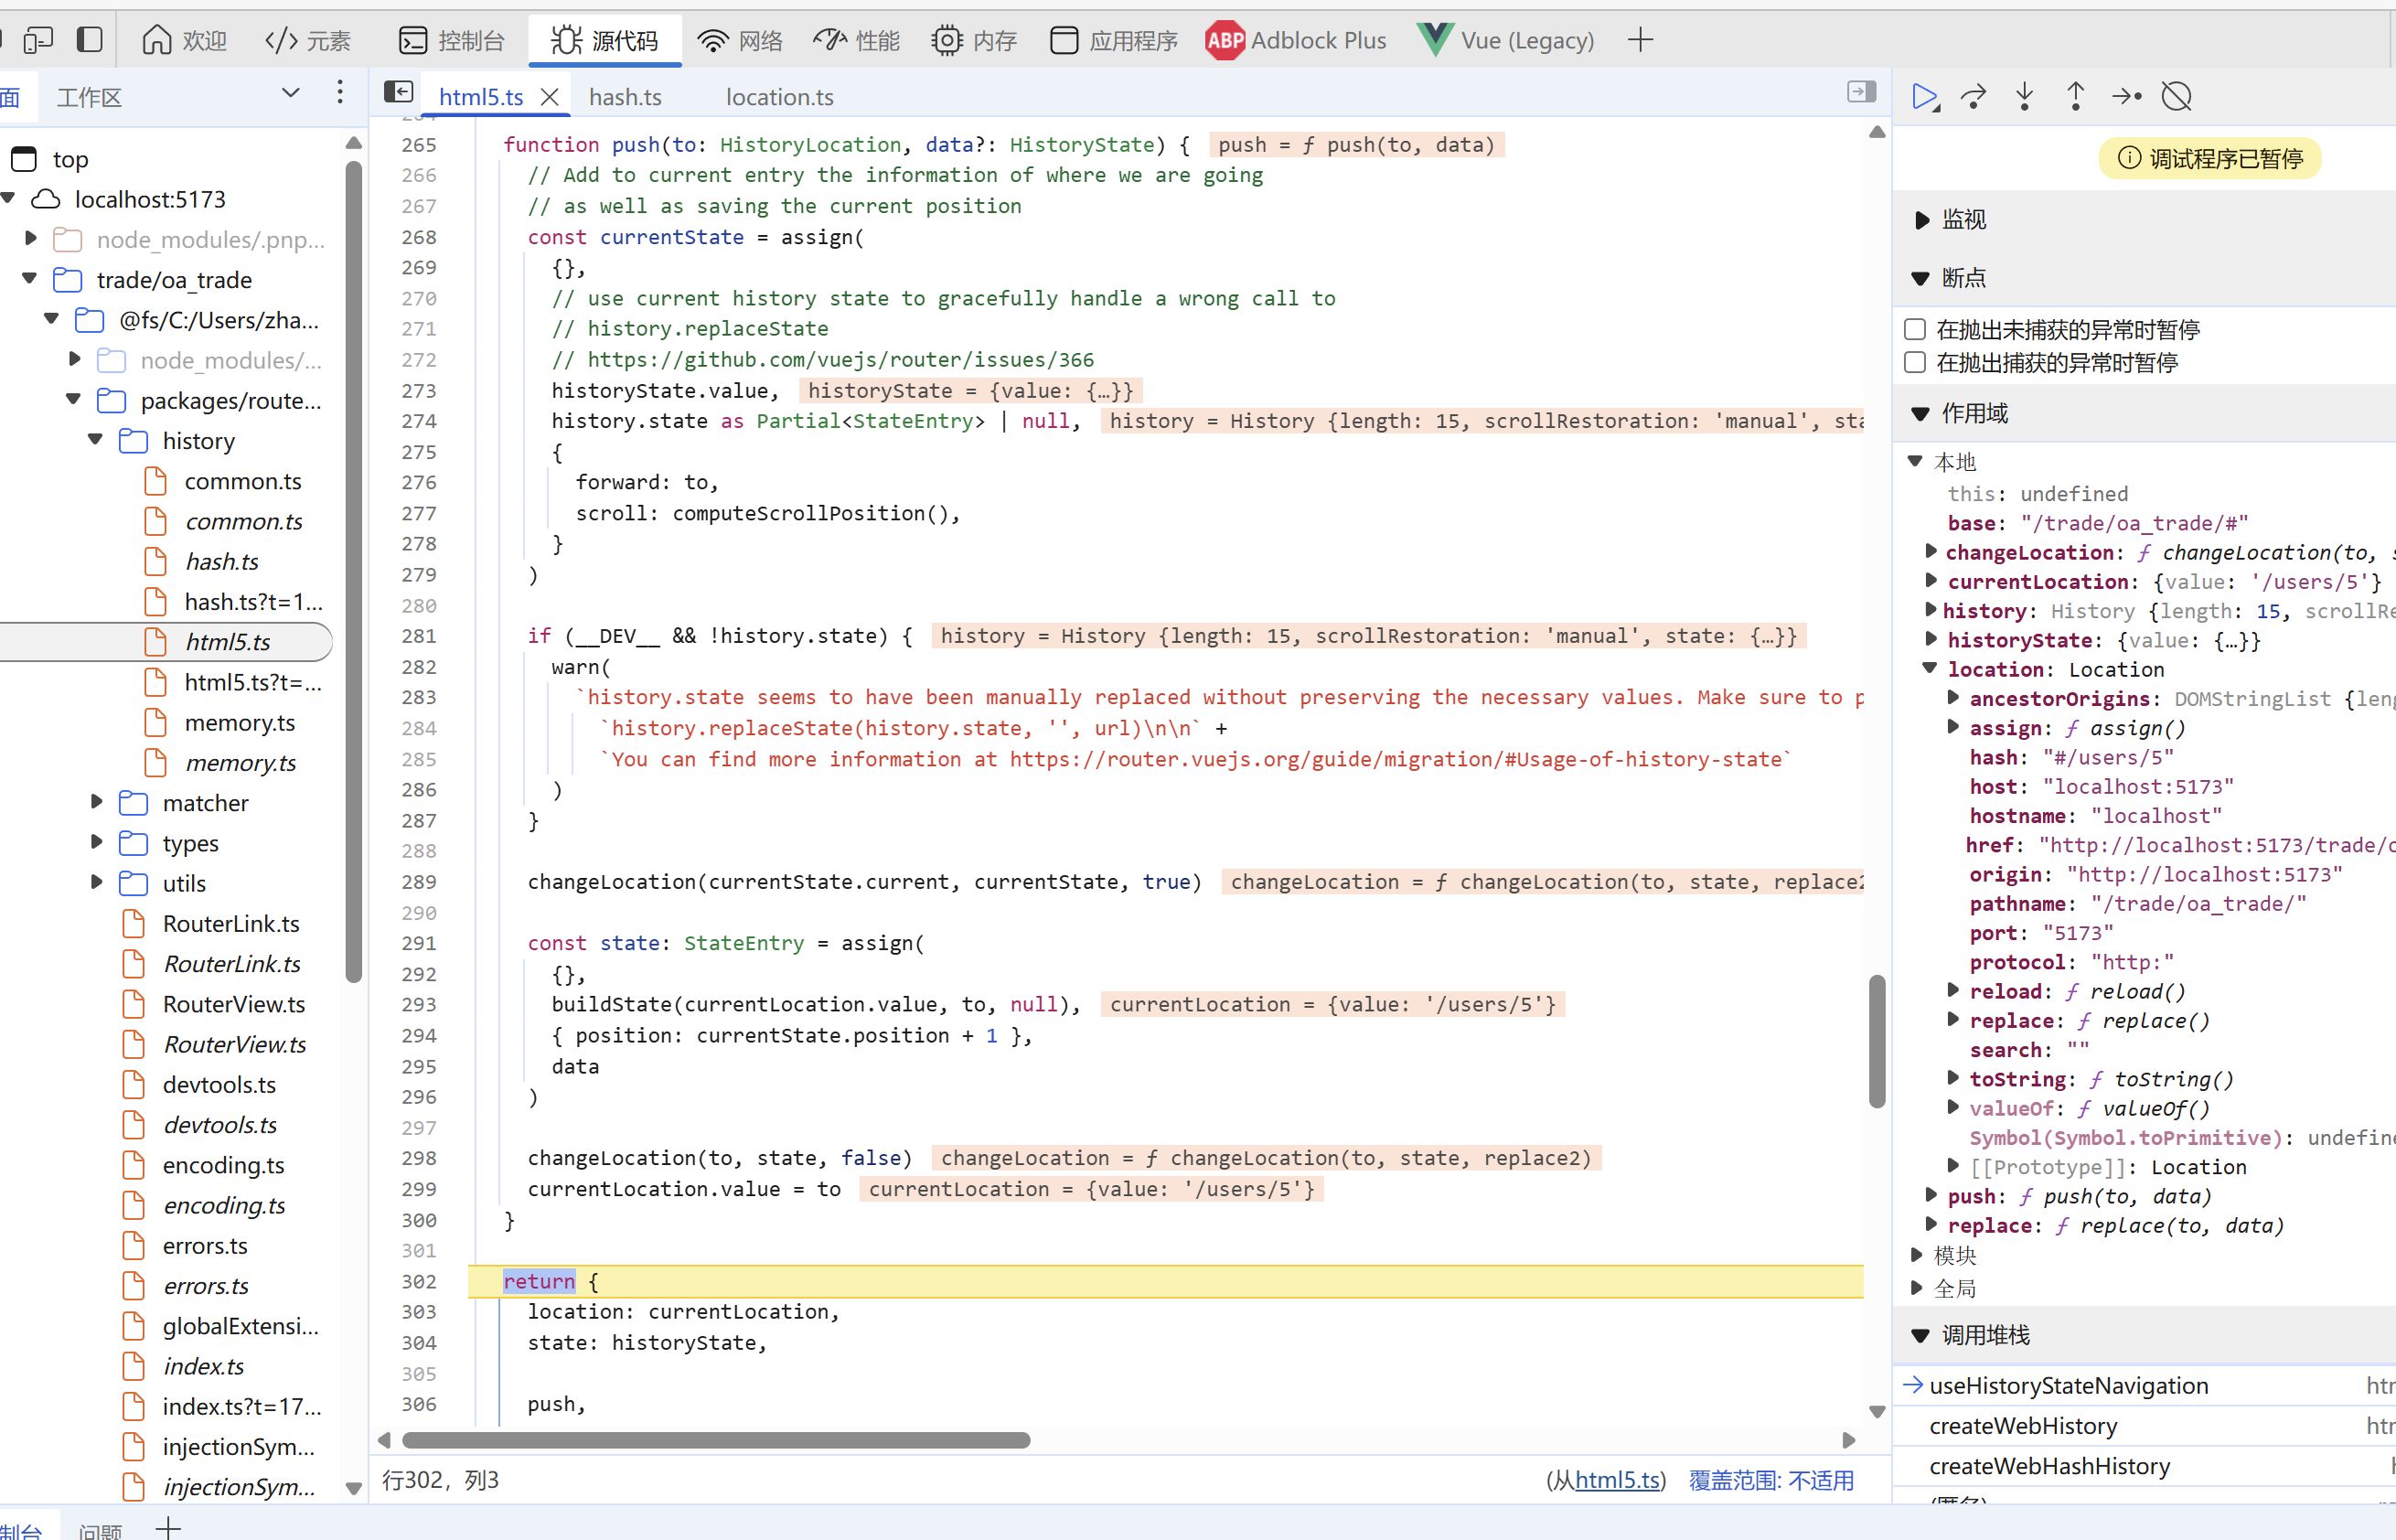 欢迎
元素
控制台
源代码
网络
性能
内存
应用程序
ABP Adblock Plus
Vue (Legacy)
面
工作区
html5.ts
hash.ts
location.ts
top
localhost:5173
node_modules/.pnp...
trade/oa_trade
@fs/C:/Users/zha...
node_modules/...
packages/route...
history
common.ts
common.ts
hash.ts
hash.ts?t=1...
html5.ts
html5.ts?t=...
memory.ts
memory.ts
matcher
types
utils
RouterLink.ts
RouterLink.ts
RouterView.ts
RouterView.ts
devtools.ts
devtools.ts
encoding.ts
encoding.ts
errors.ts
errors.ts
globalExtensi...
index.ts
index.ts?t=17...
injectionSym...
injectionSym...
265 function push(to: HistoryLocation, data?: HistoryState) { push = ƒ push(to, data)
266 // Add to current entry the information of where we are going
267 // as well as saving the current position
268 const currentState = assign(
269 {},
270 // use current history state to gracefully handle a wrong call to
271 // history.replaceState
272 // https://github.com/vuejs/router/issues/366
273 historyState.value, historyState = {value: {…}}
274 history.state as Partial<StateEntry> | null, history = History {length: 15, scrollRestoration: 'manual', sta
275 {
276 forward: to,
277 scroll: computeScrollPosition(),
278 }
279 )
280
281 if (__DEV__ && !history.state) { history = History {length: 15, scrollRestoration: 'manual', state: {…}}
282 warn(
283 `history.state seems to have been manually replaced without preserving the necessary values. Make sure to p
284 `history.replaceState(history.state, '', url)\n\n` +
285 `You can find more information at https://router.vuejs.org/guide/migration/#Usage-of-history-state`
286 )
287 }
288
289 changeLocation(currentState.current, currentState, true) changeLocation = ƒ changeLocation(to, state, replace2
290
291 const state: StateEntry = assign(
292 {},
293 buildState(currentLocation.value, to, null), currentLocation = {value: '/users/5'}
294 { position: currentState.position + 1 },
295 data
296 )
297
298 changeLocation(to, state, false) changeLocation = ƒ changeLocation(to, state, replace2)
299 currentLocation.value = to currentLocation = {value: '/users/5'}
300 }
301
302 return {
303 location: currentLocation,
304 state: historyState,
305
306 push,
行302，列3
(从html5.ts) 覆盖范围: 不适用
调试程序已暂停
监视
断点
在抛出未捕获的异常时暂停
在抛出捕获的异常时暂停
作用域
本地
this: undefined
base: "/trade/oa_trade/#"
changeLocation: ƒ changeLocation(to, s
currentLocation: {value: '/users/5'}
history: History {length: 15, scrollRe
historyState: {value: {…}}
location: Location
ancestorOrigins: DOMStringList {leng
assign: ƒ assign()
hash: "#/users/5"
host: "localhost:5173"
hostname: "localhost"
href: "http://localhost:5173/trade/o
origin: "http://localhost:5173"
pathname: "/trade/oa_trade/"
port: "5173"
protocol: "http:"
reload: ƒ reload()
replace: ƒ replace()
search: ""
toString: ƒ toString()
valueOf: ƒ valueOf()
Symbol(Symbol.toPrimitive): undefine
[[Prototype]]: Location
push: ƒ push(to, data)
replace: ƒ replace(to, data)
模块
全局
调用堆栈
useHistoryStateNavigation
createWebHistory
createWebHashHistory
制台
问题